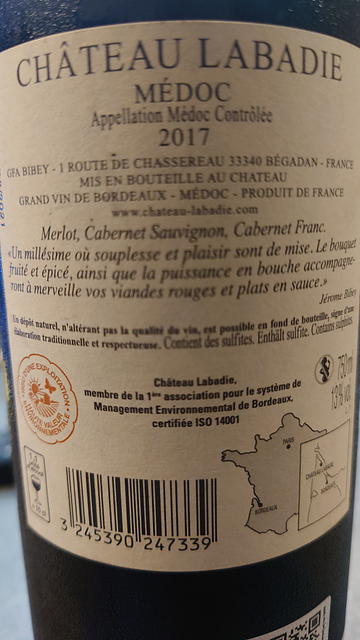 CHÂTEAU LABADIE
MÉDOC
Appellation Médoc Contrôlée
2017
GFA BIBEY - 1 ROUTE DE CHASSEREAU 33340 BÉGADAN - FRANCE
MIS EN BOUTEILLE AU CHATEAU
GRAND VIN DE BORDEAUX - MÉDOC - PRODUIT DE FRANCE
www.chateau-labadie.com
Merlot, Cabernet Sauvignon, Cabernet Franc.
«Un millésime où souplesse et plaisir sont de mise. Le bouquet
fruité et épicé, ainsi que la puissance en bouche accompagne-
ront à merveille vos viandes rouges et plats en sauce.»
Jérome Bibey
Un dépôt naturel, n'altérant pas la qualité du vin, est possible en fond de bouteille, signe d'une
élaboration traditionnelle et respectueuse. Contient des sulfites. Enthält sulfite. Contains sulphites.
Château Labadie,
membre de la 1ère association pour le système de
Management Environnemental de Bordeaux,
certifiée ISO 14001
750ml
13% vol
HAUTE VALEUR
ENVIRONNEMENTALE
PARIS
CHATEAU LABADIE
BORDEAUX
BORDEAUX
3 245390 247339